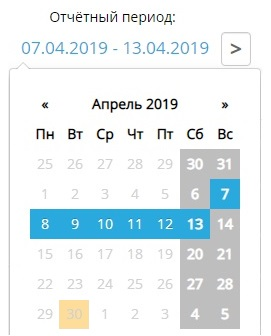 Отчётный период:
07.04.2019 - 13.04.2019 >
« Апрель 2019 »
Пн Вт Ср Чт Пт Сб Вс
25 26 27 28 29 30 31
1 2 3 4 5 6 7
8 9 10 11 12 13 14
15 16 17 18 19 20 21
22 23 24 25 26 27 28
29 30 1 2 3 4 5